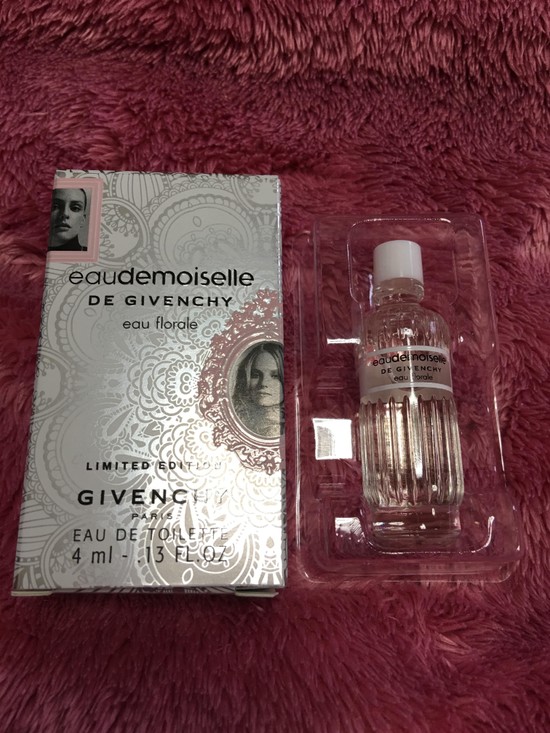 eaudemoiselle
DE GIVENCHY
eau florale
LIMITED EDITION
GIVENCHY
PARIS
EAU DE TOILETTE
4 ml - .13 FL.OZ
eaudemoiselle
DE GIVENCHY
eau florale